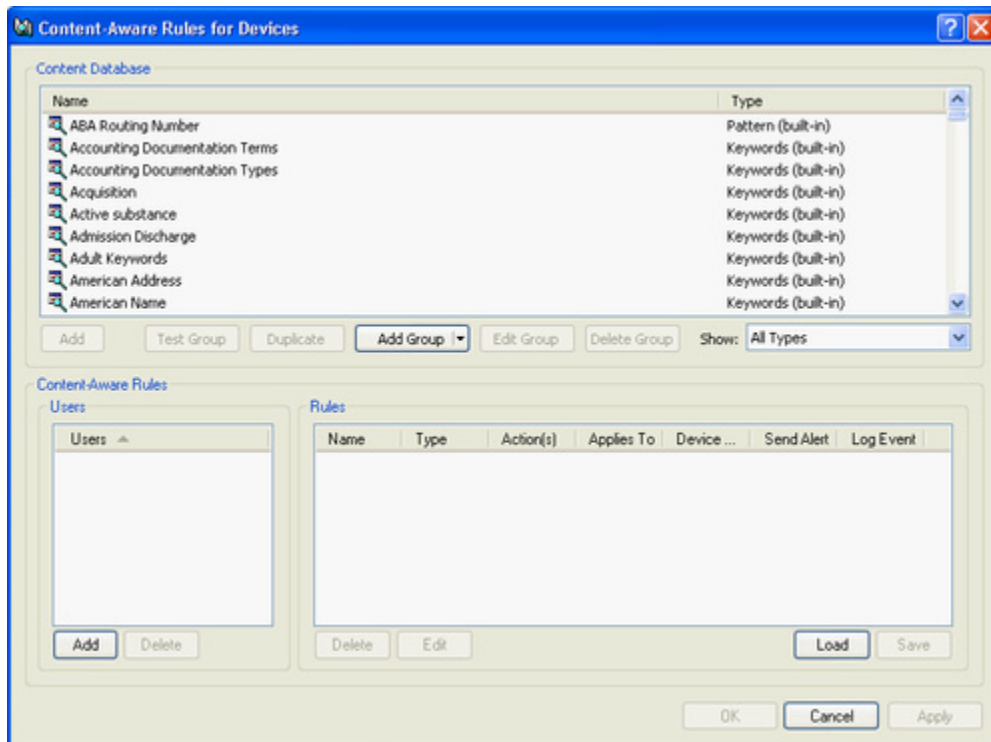 Content-Aware Rules for Devices
Content Database
Name Type
ABA Routing Number Pattern (built-in)
Accounting Documentation Terms Keywords (built-in)
Accounting Documentation Types Keywords (built-in)
Acquisition Keywords (built-in)
Active substance Keywords (built-in)
Admission Discharge Keywords (built-in)
Adult Keywords Keywords (built-in)
American Address Keywords (built-in)
American Name Keywords (built-in)
Add Test Group Duplicate Add Group Edit Group Delete Group Show: All Types
Content-Aware Rules
Users Rules
Users Name Type Action(s) Applies To Device ... Send Alert Log Event
Add Delete Delete Edit Load Save
OK Cancel Apply